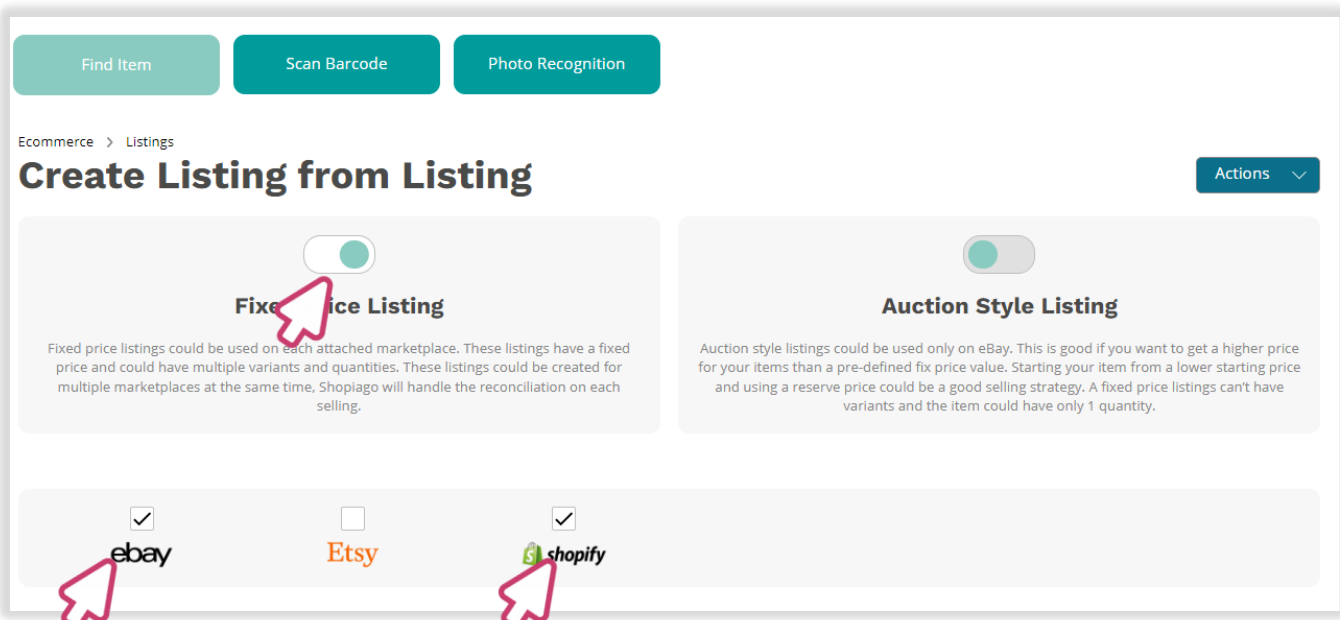 Find Item
Scan Barcode
Photo Recognition
Ecommerce > Listings
Create Listing from Listing
Actions
Fixe ice Listing
Fixed price listings could be used on each attached marketplace. These listings have a fixed
price and could have multiple variants and quantities. These listings could be created for
multiple marketplaces at the same time, Shopiago will handle the reconciliation on each
selling.
Auction Style Listing
Auction style listings could be used only on eBay. This is good if you want to get a higher price
for your items than a pre-defined fix price value. Starting your item from a lower starting price
and using a reserve price could be a good selling strategy. A fixed price listings can't have
variants and the item could have only 1 quantity.
ebay
Etsy
shopify